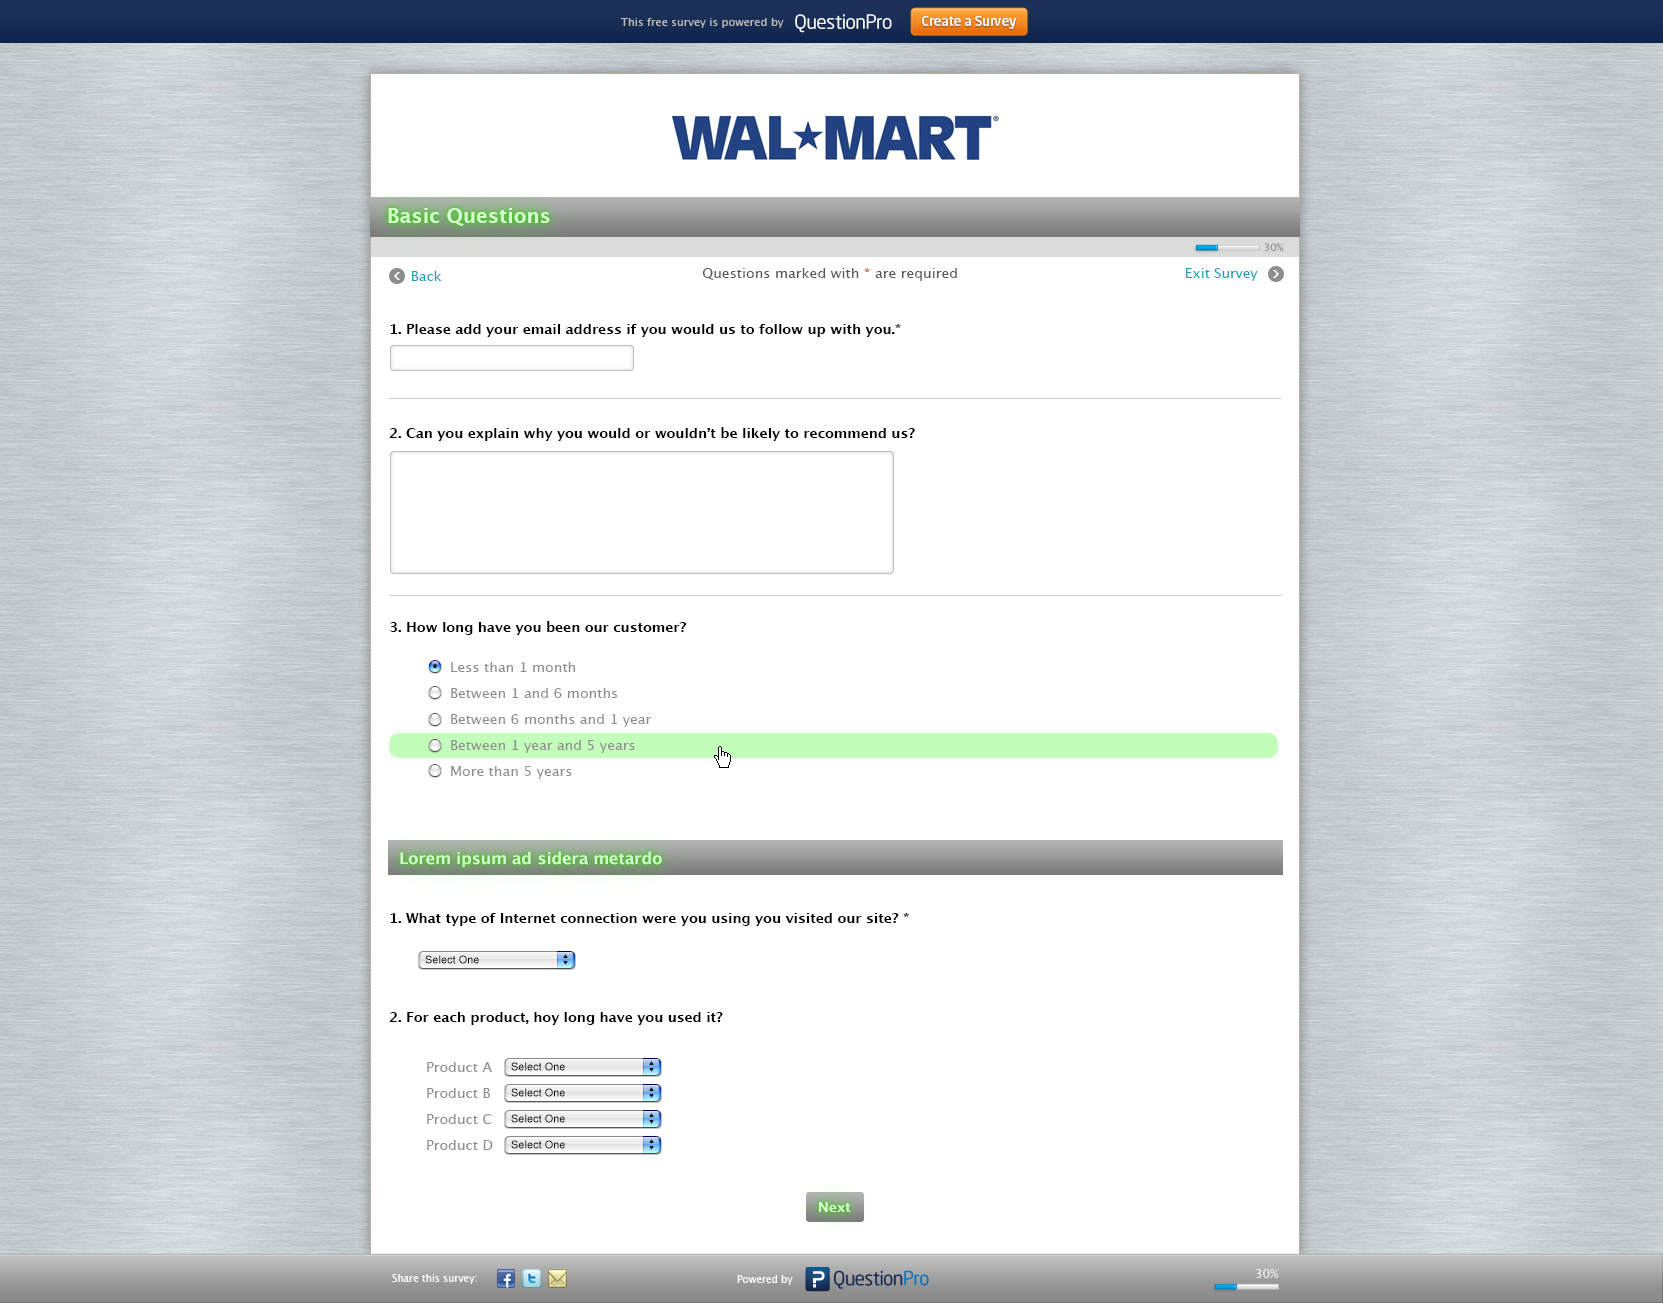 This free survey is powered by QuestionPro Create a Survey
WAL★MART®
Basic Questions
30%
Back Questions marked with * are required Exit Survey
1. Please add your email address if you would us to follow up with you.*
2. Can you explain why you would or wouldn't be likely to recommend us?
3. How long have you been our customer?
Less than 1 month
Between 1 and 6 months
Between 6 months and 1 year
Between 1 year and 5 years
More than 5 years
Lorem ipsum ad sidera metardo
1. What type of Internet connection were you using you visited our site? *
Select One
2. For each product, hoy long have you used it?
Product A Select One
Product B Select One
Product C Select One
Product D Select One
Next
Share this survey: Powered by QuestionPro 30%